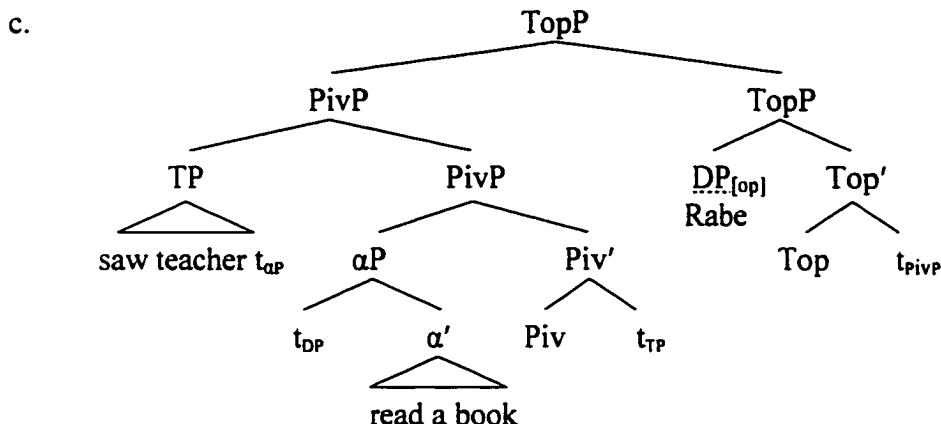 c. TopP
PivP TopP
TP PivP DP[op] Top′
Rabe
saw teacher tαP αP Piv′ Top tPivP
tDP α′ Piv tTP
read a book